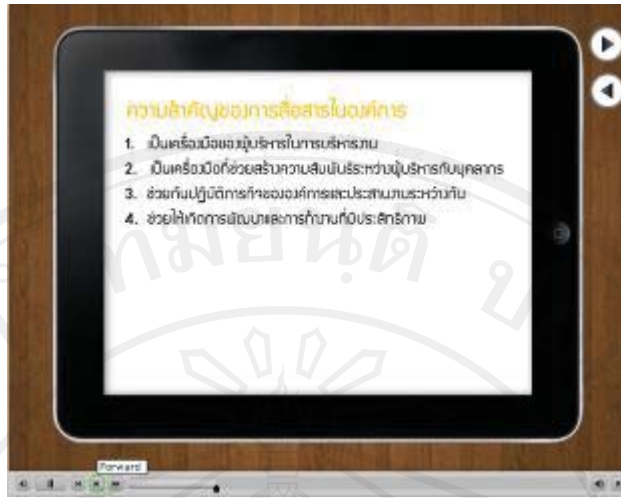 ความสำคัญของการสื่อสารในองค์การ
1. เป็นเครื่องมือของผู้บริหารในการบริหารงาน
2. เป็นเครื่องมือที่ช่วยสร้างความสัมพันธ์ระหว่างผู้บริหารกับบุคลากร
3. ช่วยกันปฏิบัติภารกิจขององค์การและประสานงานระหว่างกัน
4. ช่วยให้เกิดการพัฒนาและการทำงานที่มีประสิทธิภาพ
Forward